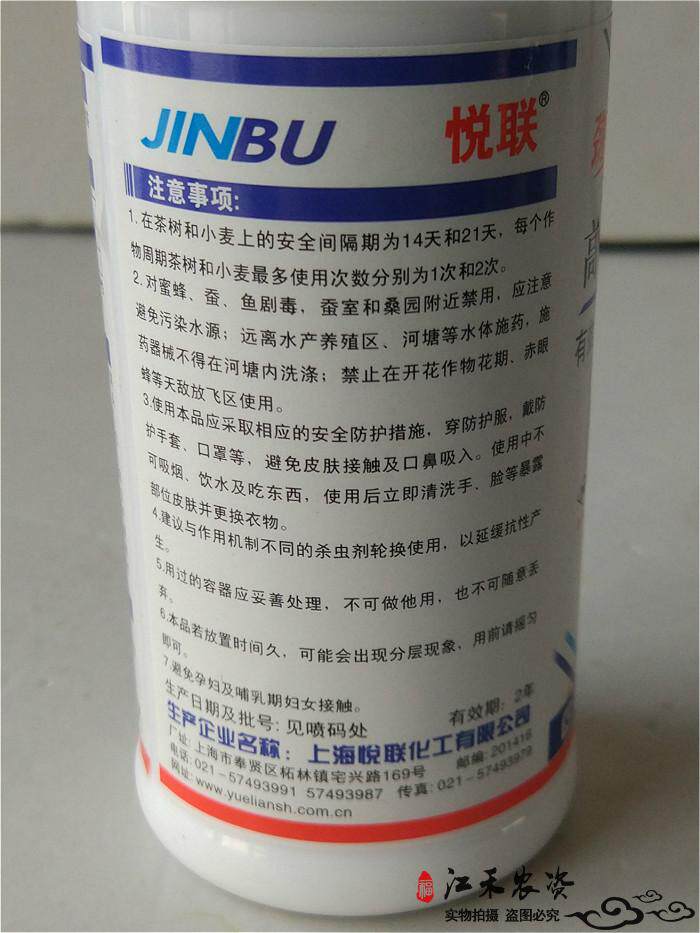 JINBU 悦联®
注意事项:
1. 在茶树和小麦上的安全间隔期为14天和21天，每个作
物周期茶树和小麦最多使用次数分别为1次和2次。
2. 对蜜蜂、蚕、鱼剧毒，蚕室和桑园附近禁用，应注意
避免污染水源；远离水产养殖区、河塘等水体施药，施
药器械不得在河塘内洗涤；禁止在开花作物花期、赤眼
蜂等天敌放飞区使用。
3.使用本品应采取相应的安全防护措施，穿防护服，戴防
护手套、口罩等，避免皮肤接触及口鼻吸入。使用中不
可吸烟、饮水及吃东西，使用后立即清洗手、脸等暴露
部位皮肤并更换衣物。
4.建议与作用机制不同的杀虫剂轮换使用，以延缓抗性产
生。
5.用过的容器应妥善处理，不可做他用，也不可随意丢
弃。
6.本品若放置时间久，可能会出现分层现象，用前请摇匀
即可。
7.避免孕妇及哺乳期妇女接触。
生产日期及批号: 见喷码处 有效期: 2年
生产企业名称: 上海悦联化工有限公司
厂址: 上海市奉贤区柘林镇宅兴路169号 邮编: 201416
电话: 021-57493991 57493987 传真: 021-57493979
网址: www.yueliansh.com.cn
高
有
福 江禾农资
实物拍摄 盗图必究